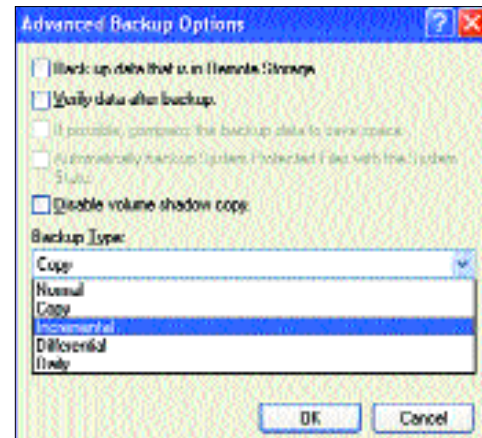 Advanced Backup Options
Back up data that is in Remote Storage.
Verify data after backup.
If possible, compress the backup data to save space.
Automatically backup System Protected Files with the System
State.
Disable volume shadow copy.
Backup Type:
Copy
Normal
Copy
Incremental
Differential
Daily
OK
Cancel